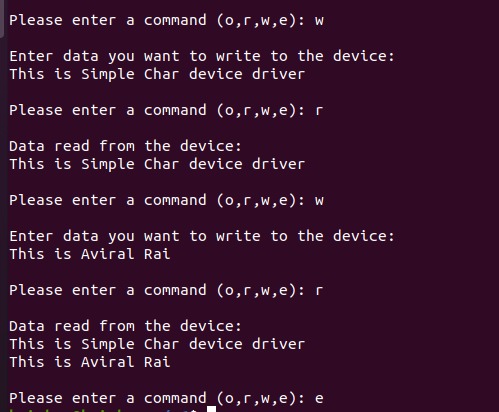 Please enter a command (o,r,w,e): w
Enter data you want to write to the device:
This is Simple Char device driver
Please enter a command (o,r,w,e): r
Data read from the device:
This is Simple Char device driver
Please enter a command (o,r,w,e): w
Enter data you want to write to the device:
This is Aviral Rai
Please enter a command (o,r,w,e): r
Data read from the device:
This is Simple Char device driver
This is Aviral Rai
Please enter a command (o,r,w,e): e